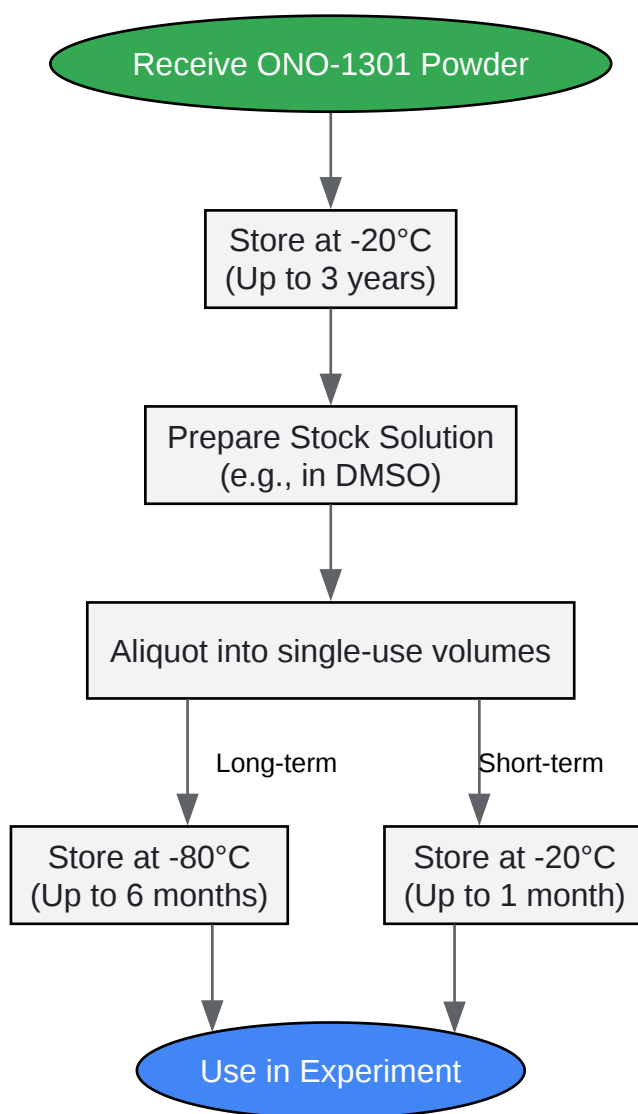 Receive ONO-1301 Powder
Store at -20°C
(Up to 3 years)
Prepare Stock Solution
(e.g., in DMSO)
Aliquot into single-use volumes
Long-term
Short-term
Store at -80°C
(Up to 6 months)
Store at -20°C
(Up to 1 month)
Use in Experiment